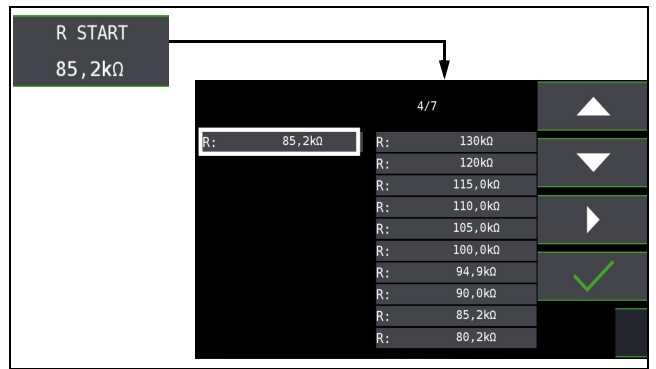 R START
85,2kΩ
4/7
R: 85,2kΩ
R: 130kΩ
R: 120kΩ
R: 115,0kΩ
R: 110,0kΩ
R: 105,0kΩ
R: 100,0kΩ
R: 94,9kΩ
R: 90,0kΩ
R: 85,2kΩ
R: 80,2kΩ